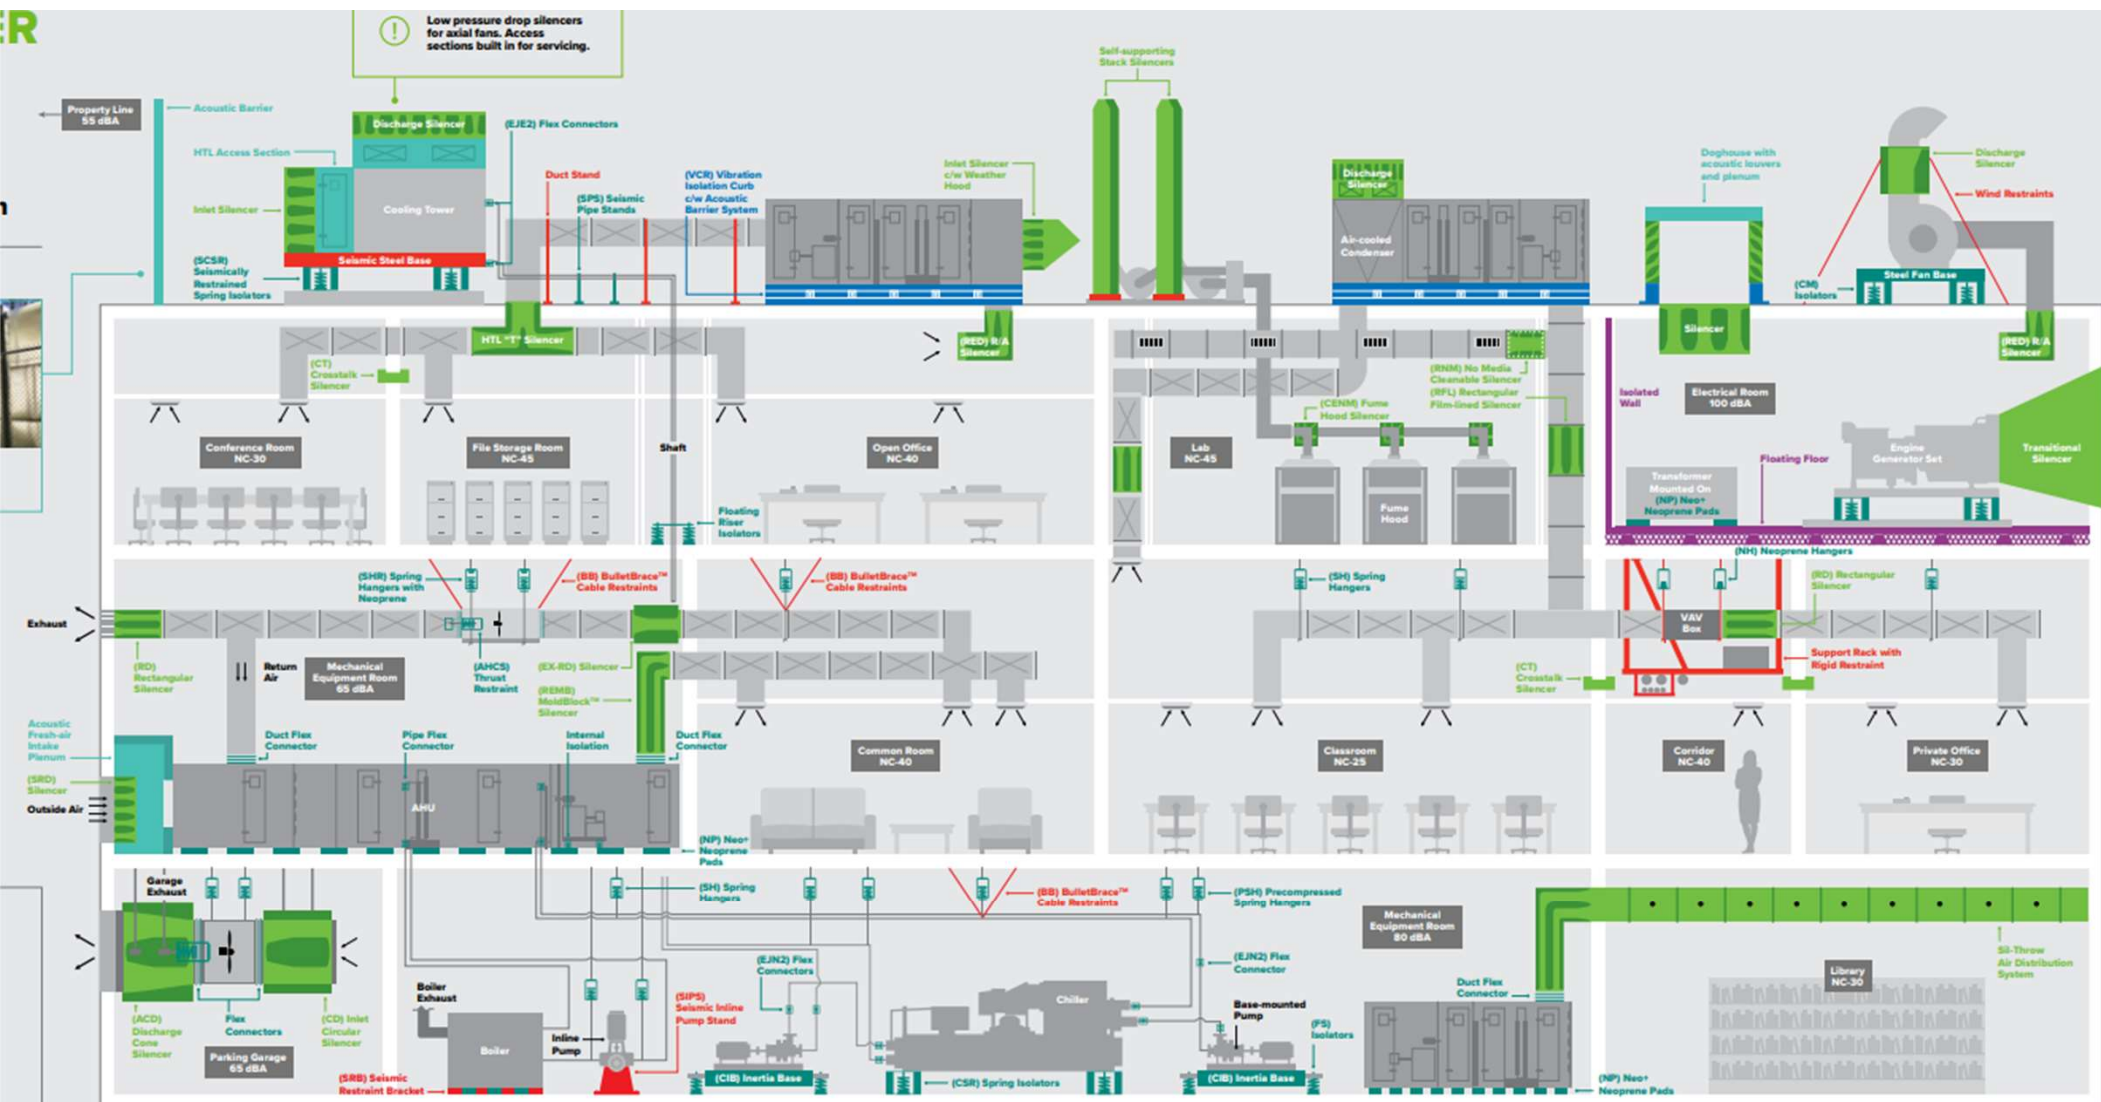 ER
Low pressure drop silencers
for axial fans. Access
sections built in for servicing.
n
Property Line
55 dBA
Acoustic Barrier
Discharge Silencer
(EJE2) Flex Connectors
HTL Access Section
Inlet Silencer
Cooling Tower
(SCSR)
Seismically
Restrained
Spring Isolators
Seismic Steel Base
Duct Stand
(SPS) Seismic
Pipe Stands
(VCR) Vibration
Isolation Curb
c/w Acoustic
Barrier System
Inlet Silencer
c/w Weather
Hood
Self-supporting
Stack Silencers
Discharge
Silencer
Air-cooled
Condenser
Doghouse with
acoustic louvers
and plenum
Discharge
Silencer
Wind Restraints
Steel Fan Base
(CM)
Isolators
HTL "T" Silencer
(CT)
Crosstalk
Silencer
(RED) R/A
Silencer
(RNM) No Media
Cleanable Silencer
(RFL) Rectangular
Film-lined Silencer
(CENM) Fume
Hood Silencer
Silencer
(RED) R/A
Silencer
Isolated
Wall
Electrical Room
100 dBA
Conference Room
NC-30
File Storage Room
NC-45
Shaft
Open Office
NC-40
Lab
NC-45
Fume
Hood
Floating Floor
Transformer
Mounted On
(NP) Neo+
Neoprene Pads
Engine
Generator Set
Transitional
Silencer
Floating
Riser
Isolators
(SHR) Spring
Hangers with
Neoprene
(BB) BulletBrace™
Cable Restraints
(BB) BulletBrace™
Cable Restraints
(SH) Spring
Hangers
(NH) Neoprene Hangers
(RD) Rectangular
Silencer
Exhaust
VAV
Box
(RD)
Rectangular
Silencer
Return
Air
Mechanical
Equipment Room
65 dBA
(AHCS)
Thrust
Restraint
(EX-RD) Silencer
(REMB)
MoldBlock™
Silencer
(CT)
Crosstalk
Silencer
Support Rack with
Rigid Restraint
Acoustic
Fresh-air
Intake
Plenum
(SRD)
Silencer
Outside Air
Duct Flex
Connector
Pipe Flex
Connector
Internal
Isolation
Duct Flex
Connector
AHU
Common Room
NC-40
Classroom
NC-25
Corridor
NC-40
Private Office
NC-30
(NP) Neo+
Neoprene
Pads
Garage
Exhaust
(SH) Spring
Hangers
(BB) BulletBrace™
Cable Restraints
(PSH) Precompressed
Spring Hangers
Mechanical
Equipment Room
80 dBA
(EJN2) Flex
Connectors
(EJN2) Flex
Connector
Sil-Throw
Air Distribution
System
Library
NC-30
Duct Flex
Connector
Boiler
Exhaust
(SIPS)
Seismic Inline
Pump Stand
Chiller
Base-mounted
Pump
(FS)
Isolators
(ACD)
Discharge
Cone
Silencer
Flex
Connectors
(CD) Inlet
Circular
Silencer
Parking Garage
65 dBA
Boiler
Inline
Pump
(SRB) Seismic
Restraint Bracket
(CIB) Inertia Base
(CSR) Spring Isolators
(CIB) Inertia Base
(NP) Neo+
Neoprene Pads